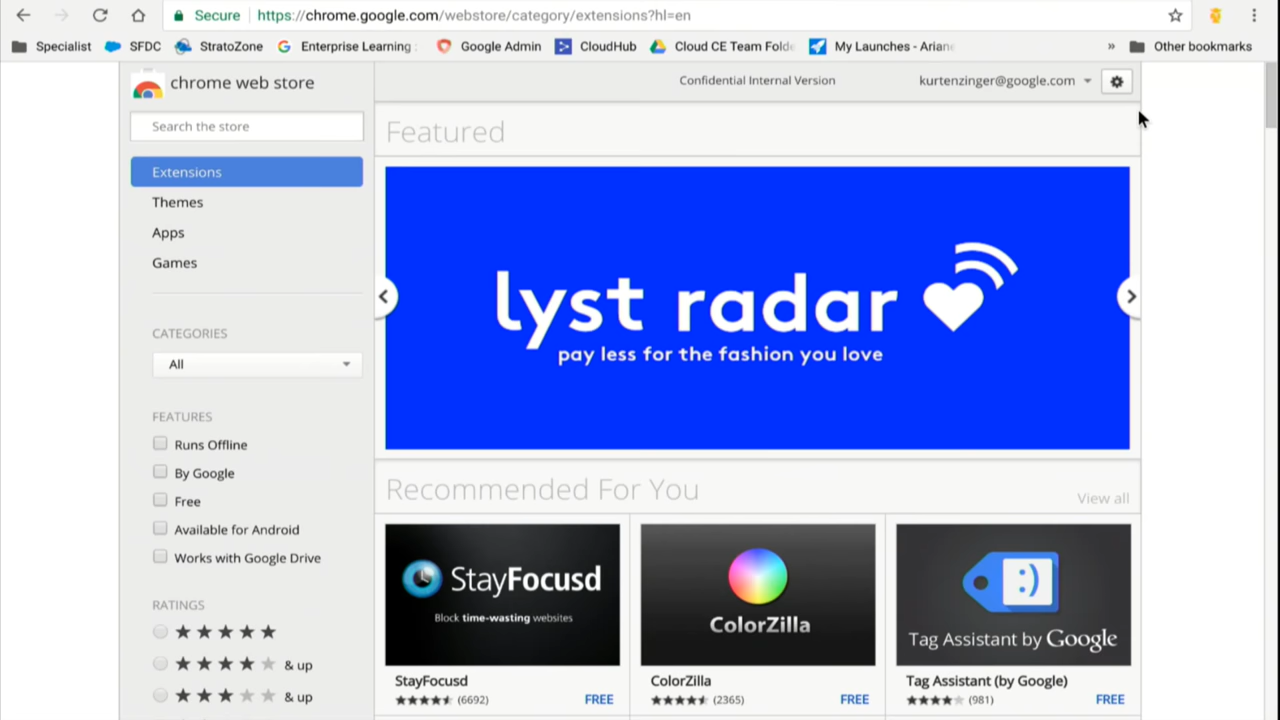 Secure https://chrome.google.com/webstore/category/extensions?hl=en
Specialist SFDC StratoZone Enterprise Learning Google Admin CloudHub Cloud CE Team Folde My Launches - Ariane » Other bookmarks
chrome web store Confidential Internal Version kurtenzinger@google.com
Search the store
Extensions
Themes
Apps
Games
CATEGORIES
All
FEATURES
Runs Offline
By Google
Free
Available for Android
Works with Google Drive
RATINGS
& up
& up
Featured
lyst radar
pay less for the fashion you love
Recommended For You
View all
StayFocusd
Block time-wasting websites
StayFocusd
(6692) FREE
ColorZilla
ColorZilla
(2365) FREE
:)
Tag Assistant by Google
Tag Assistant (by Google)
(981) FREE